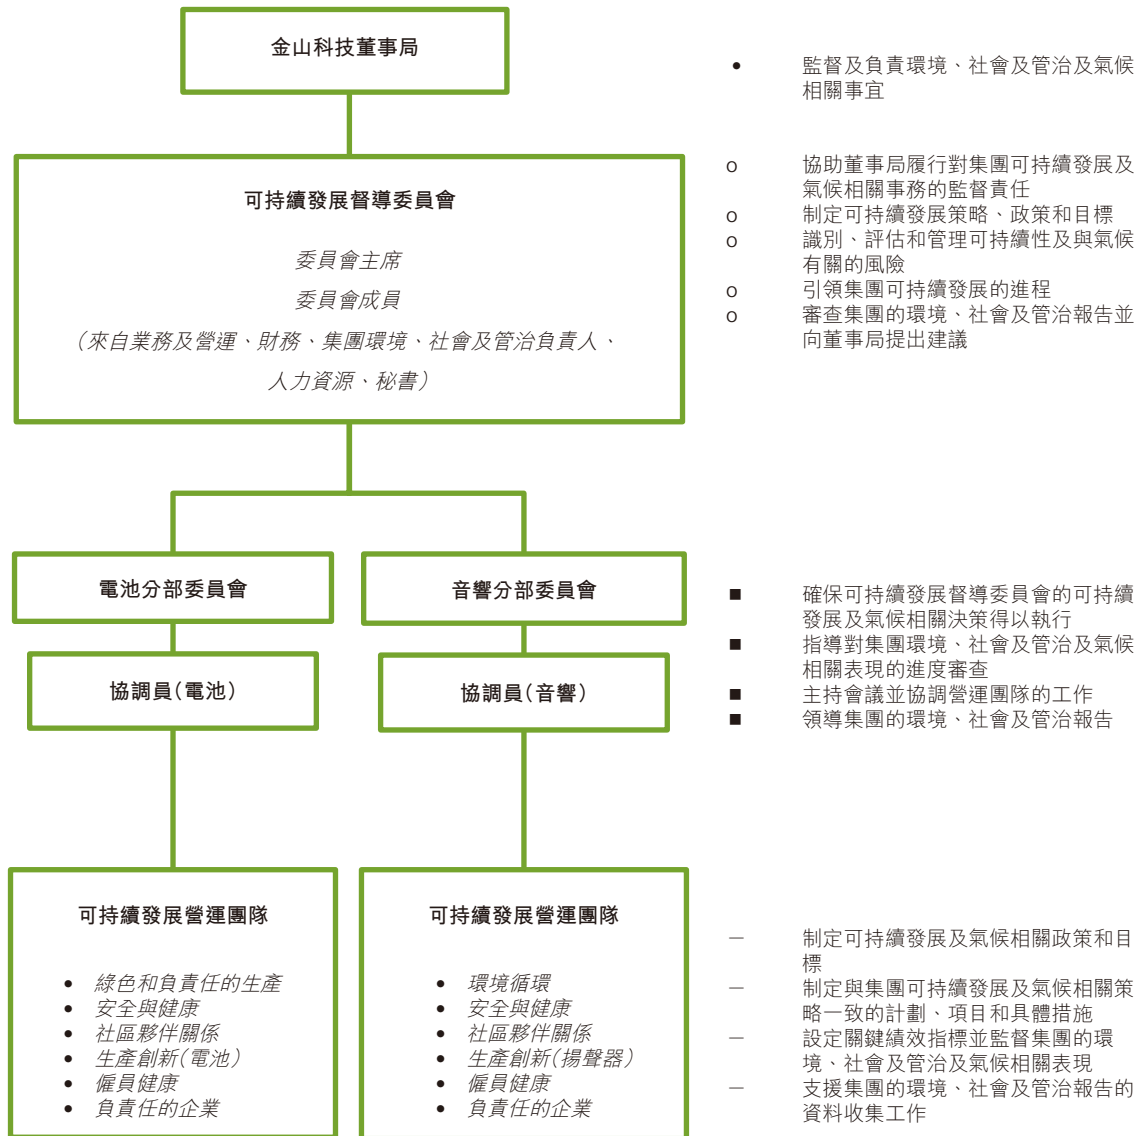 金山科技董事局
• 監督及負責環境、社會及管治及氣候
相關事宜
可持續發展督導委員會
委員會主席
委員會成員
（來自業務及營運、財務、集團環境、社會及管治負責人、
人力資源、秘書）
o 協助董事局履行對集團可持續發展及
氣候相關事務的監督責任
o 制定可持續發展策略、政策和目標
o 識別、評估和管理可持續性及與氣候
有關的風險
o 引領集團可持續發展的進程
o 審查集團的環境、社會及管治報告並
向董事局提出建議
電池分部委員會
音響分部委員會
協調員（電池）
協調員（音響）
■ 確保可持續發展督導委員會的可持續
發展及氣候相關決策得以執行
■ 指導對集團環境、社會及管治及氣候
相關表現的進度審查
■ 主持會議並協調營運團隊的工作
■ 領導集團的環境、社會及管治報告
可持續發展營運團隊
• 綠色和負責任的生產
• 安全與健康
• 社區夥伴關係
• 生產創新（電池）
• 僱員健康
• 負責任的企業
可持續發展營運團隊
• 環境循環
• 安全與健康
• 社區夥伴關係
• 生產創新（揚聲器）
• 僱員健康
• 負責任的企業
— 制定可持續發展及氣候相關政策和目
標
— 制定與集團可持續發展及氣候相關策
略一致的計劃、項目和具體措施
— 設定關鍵績效指標並監督集團的環
境、社會及管治及氣候相關表現
— 支援集團的環境、社會及管治報告的
資料收集工作